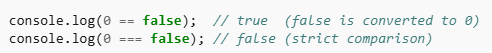 console.log(0 == false);  // true  (false is converted to 0)
console.log(0 === false); // false (strict comparison)